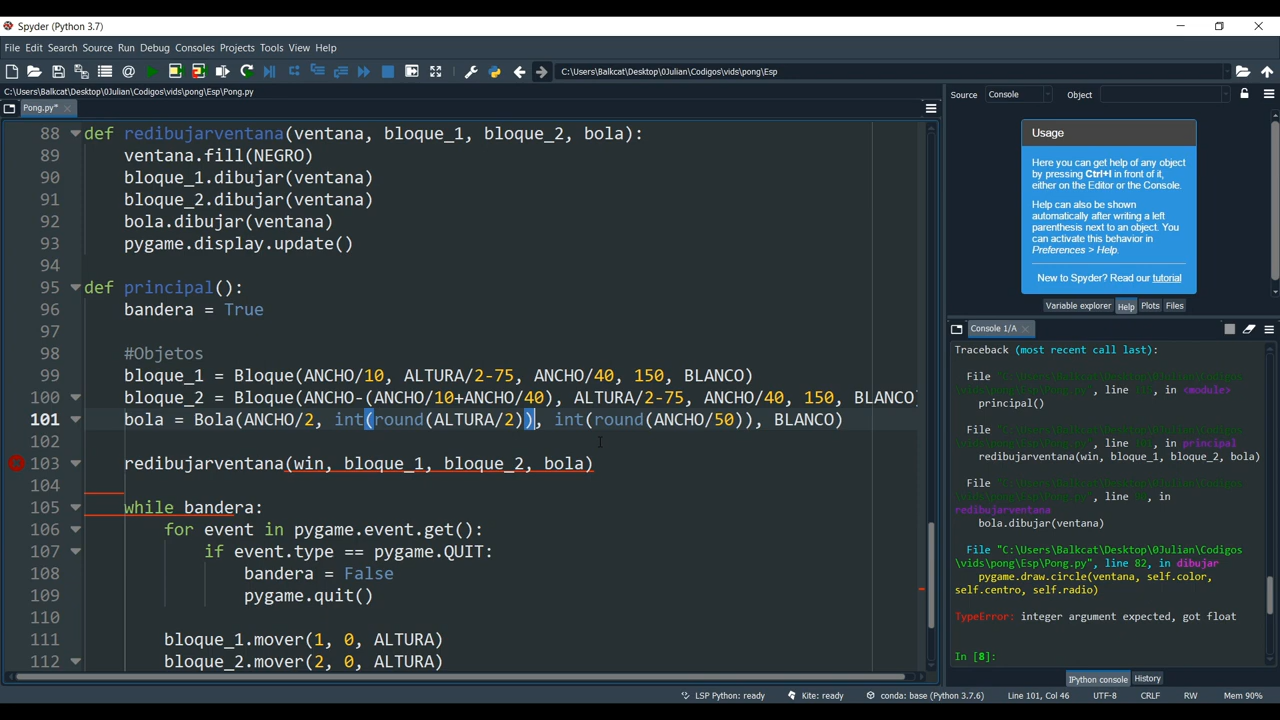 Spyder (Python 3.7)
File Edit Search Source Run Debug Consoles Projects Tools View Help
C:\Users\Balkcat\Desktop\0Julian\Codigos\vids\pong\Esp
C:\Users\Balkcat\Desktop\0Julian\Codigos\vids\pong\Esp\Pong.py
Pong.py*
88 def redibujarventana(ventana, bloque_1, bloque_2, bola):
89 ventana.fill(NEGRO)
90 bloque_1.dibujar(ventana)
91 bloque_2.dibujar(ventana)
92 bola.dibujar(ventana)
93 pygame.display.update()
94
95 def principal():
96 bandera = True
97
98 #Objetos
99 bloque_1 = Bloque(ANCHO/10, ALTURA/2-75, ANCHO/40, 150, BLANCO)
100 bloque_2 = Bloque(ANCHO-(ANCHO/10+ANCHO/40), ALTURA/2-75, ANCHO/40, 150, BLANCO)
101 bola = Bola(ANCHO/2, int(round(ALTURA/2)), int(round(ANCHO/50)), BLANCO)
102
103 redibujarventana(win, bloque_1, bloque_2, bola)
104
105 while bandera:
106 for event in pygame.event.get():
107 if event.type == pygame.QUIT:
108 bandera = False
109 pygame.quit()
110
111 bloque_1.mover(1, 0, ALTURA)
112 bloque_2.mover(2, 0, ALTURA)
Source Console Object
Usage
Here you can get help of any object
by pressing Ctrl+I in front of it,
either on the Editor or the Console.
Help can also be shown
automatically after writing a left
parenthesis next to an object. You
can activate this behavior in
Preferences > Help.
New to Spyder? Read our tutorial
Variable explorer Help Plots Files
Console 1/A
Traceback (most recent call last):
File
in <module>
principal()
File
in principal
redibujarventana(win, bloque_1, bloque_2, bola)
File
in
redibujarventana
bola.dibujar(ventana)
File "C:\Users\Balkcat\Desktop\0Julian\Codigos
\vids\pong\Esp\Pong.py", line 82, in dibujar
pygame.draw.circle(ventana, self.color,
self.centro, self.radio)
TypeError: integer argument expected, got float
In [8]:
IPython console History
LSP Python: ready Kite: ready conda: base (Python 3.7.6) Line 101, Col 46 UTF-8 CRLF RW Mem 90%